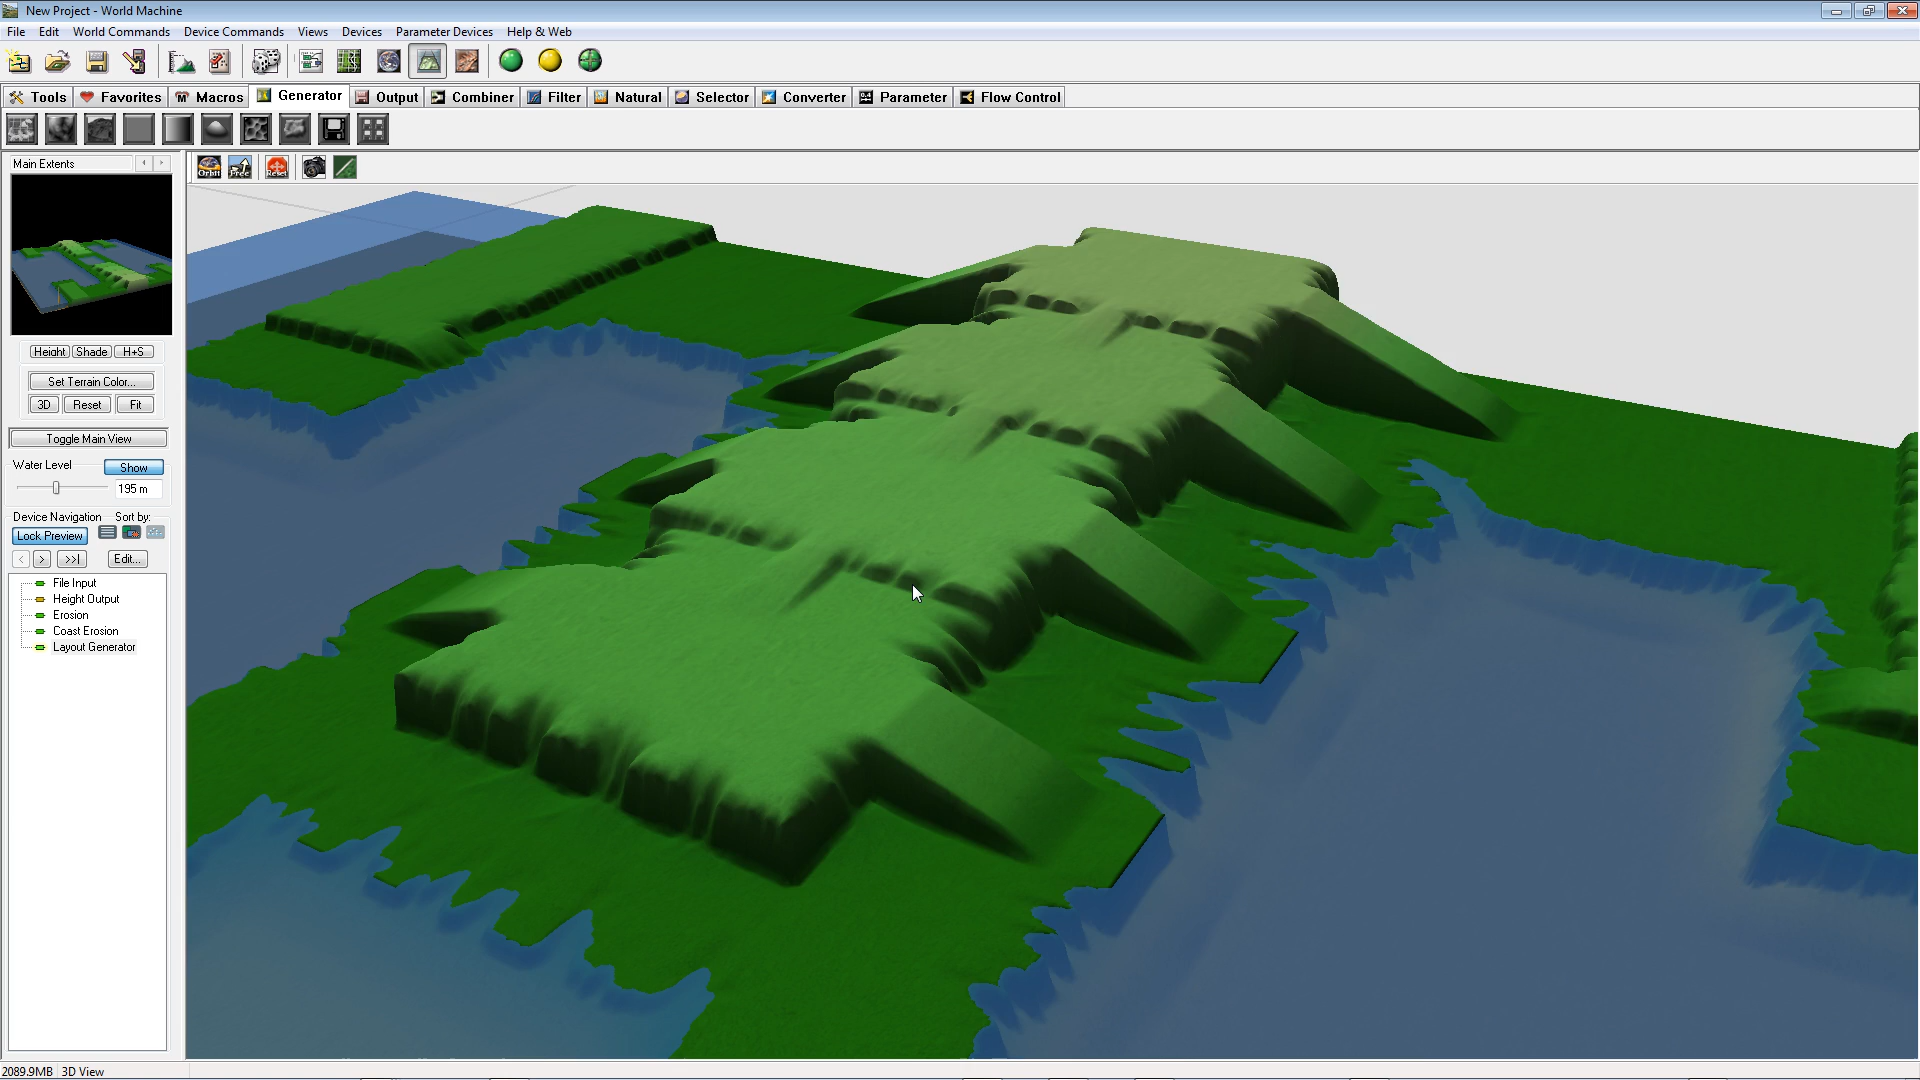 New Project - World Machine
File Edit World Commands Device Commands Views Devices Parameter Devices Help & Web
Tools Favorites Macros Generator Output Combiner Filter Natural Selector Converter Parameter Flow Control
Main Extents
Orbit Free Reset
Height Shade H+S
Set Terrain Color...
3D Reset Fit
Toggle Main View
Water Level Show
195 m
Device Navigation Sort by:
Lock Preview
< > >>| Edit...
File Input
Height Output
Erosion
Coast Erosion
Layout Generator
2089.9MB 3D View